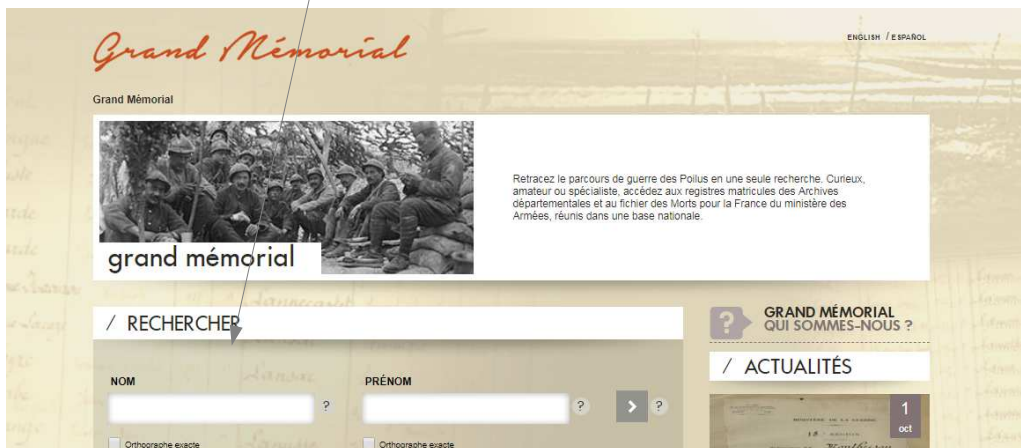 Grand Mémorial
ENGLISH / ESPAÑOL
Grand Mémorial
Retracez le parcours de guerre des Poilus en une seule recherche. Curieux,
amateur ou spécialiste, accédez aux registres matricules des Archives
départementales et au fichier des Morts pour la France du ministère des
Armées, réunis dans une base nationale.
grand mémorial
/ RECHERCHER
? GRAND MÉMORIAL
QUI SOMMES-NOUS ?
/ ACTUALITÉS
NOM
PRÉNOM
?
? > ?
Orthographe exacte
Orthographe exacte
1
oct